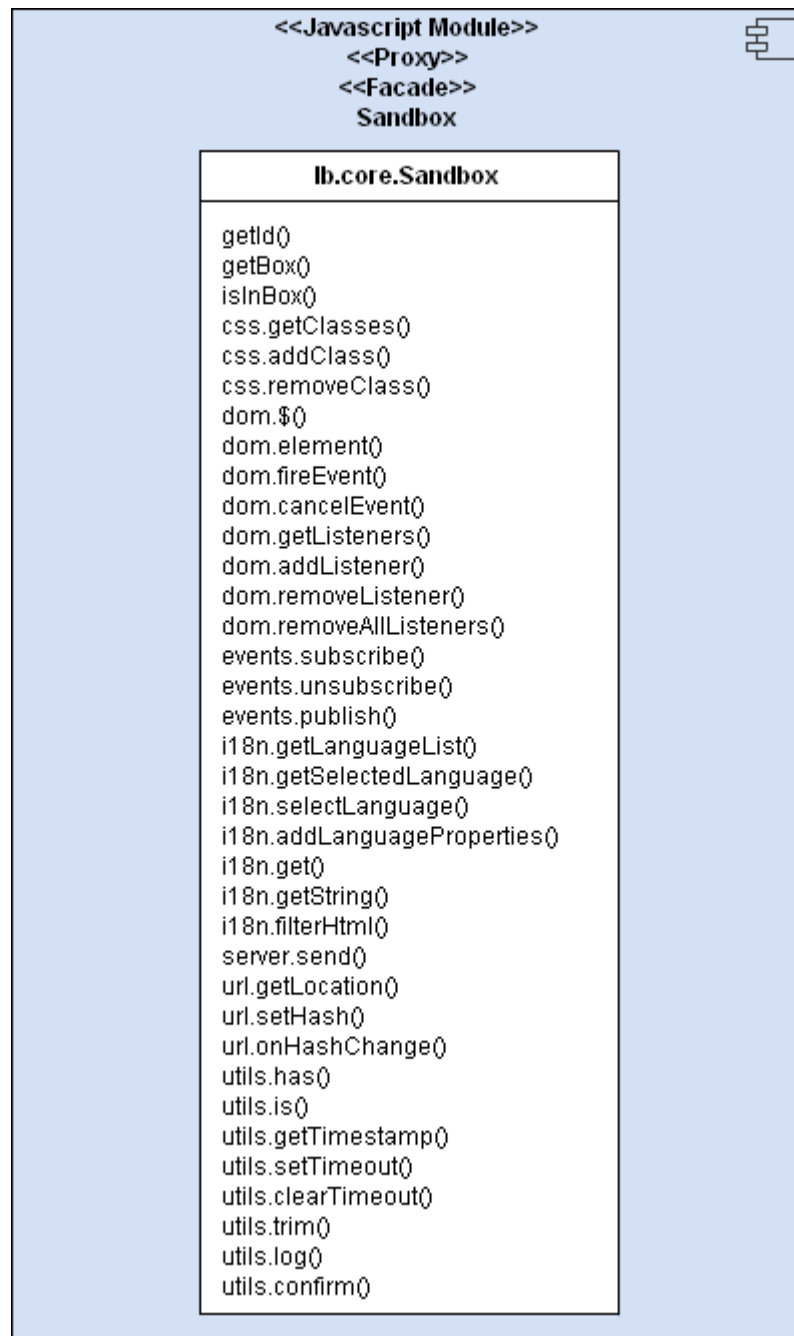 <<Javascript Module>>
<<Proxy>>
<<Facade>>
Sandbox
lb.core.Sandbox
getId()
getBox()
isInBox()
css.getClasses()
css.addClass()
css.removeClass()
dom.$()
dom.element()
dom.fireEvent()
dom.cancelEvent()
dom.getListeners()
dom.addListener()
dom.removeListener()
dom.removeAllListeners()
events.subscribe()
events.unsubscribe()
events.publish()
i18n.getLanguageList()
i18n.getSelectedLanguage()
i18n.selectLanguage()
i18n.addLanguageProperties()
i18n.get()
i18n.getString()
i18n.filterHtml()
server.send()
url.getLocation()
url.setHash()
url.onHashChange()
utils.has()
utils.is()
utils.getTimestamp()
utils.setTimeout()
utils.clearTimeout()
utils.trim()
utils.log()
utils.confirm()